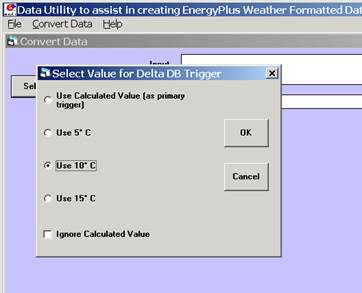 Data Utility to assist in creating EnergyPlus Weather Formatted Dat
File Convert Data Help
Convert Data
Select Value for Delta DB Trigger
Use Calculated Value (as primary
trigger)
Use 5° C
OK
Use 10° C
Cancel
Use 15° C
Ignore Calculated Value